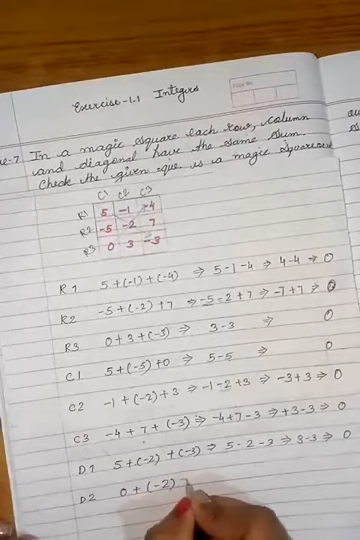 Exercise-1.1 Integers
Page No.
In a magic square each row, column
and diagonal have the same sum.
Check the given que. is a magic square
C1 C2 C3
R1 5 -1 -4
R2 -5 -2 7
R3 0 3 -3
R1 5+(-1)+(-4) ⇒ 5-1-4 ⇒ 4-4 ⇒ 0
R2 -5+(-2)+7 ⇒ -5-2+7 ⇒ -7+7 ⇒ 0
R3 0+3+(-3) ⇒ 3-3 ⇒ 0
C1 5+(-5)+0 ⇒ 5-5 ⇒ 0
C2 -1+(-2)+3 ⇒ -1-2+3 ⇒ -3+3 ⇒ 0
C3 -4+7+(-3) ⇒ -4+7-3 ⇒ +3-3 ⇒ 0
D1 5+(-2)+(-3) ⇒ 5-2-3 ⇒ 3-3 ⇒ 0
D2 0+(-2)